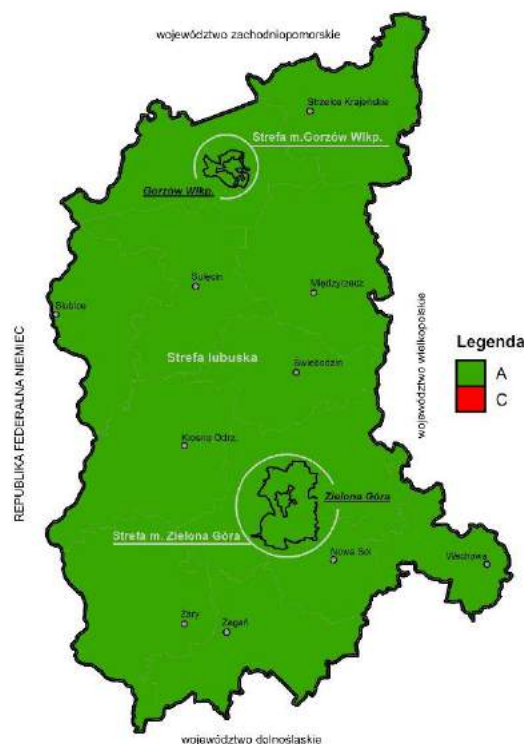 województwo zachodniopomorskie
Strzelce Krajeńskie
Strefa m.Gorzów Wlkp.
Gorzów Wlkp.
Sulęcin
Międzyrzecz
Słubice
REPUBLIKA FEDERALNA NIEMIEC
województwo wielkopolskie
Legenda
A
C
Strefa lubuska
Świebodzin
Krosno Odrz.
Zielona Góra
Strefa m. Zielona Góra
Nowa Sól
Wschowa
Żary
Żagań
województwo dolnośląskie